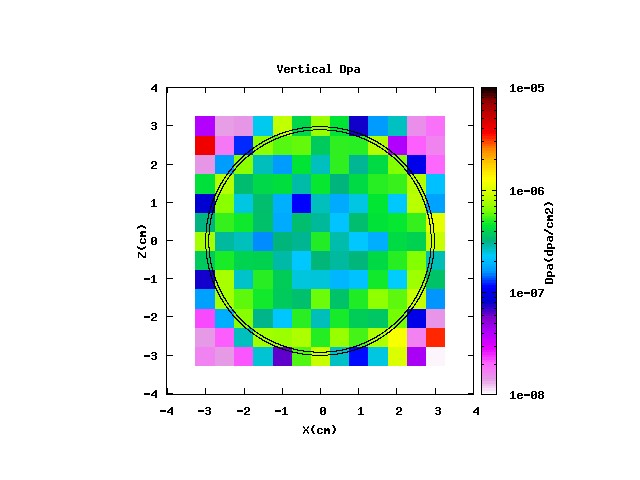 Vertical Dpa
4
3
2
1
0
-1
-2
-3
-4
Z(cm)
-4 -3 -2 -1 0 1 2 3 4
X(cm)
1e-05
1e-06
1e-07
1e-08
Dpa(dpa/cm2)